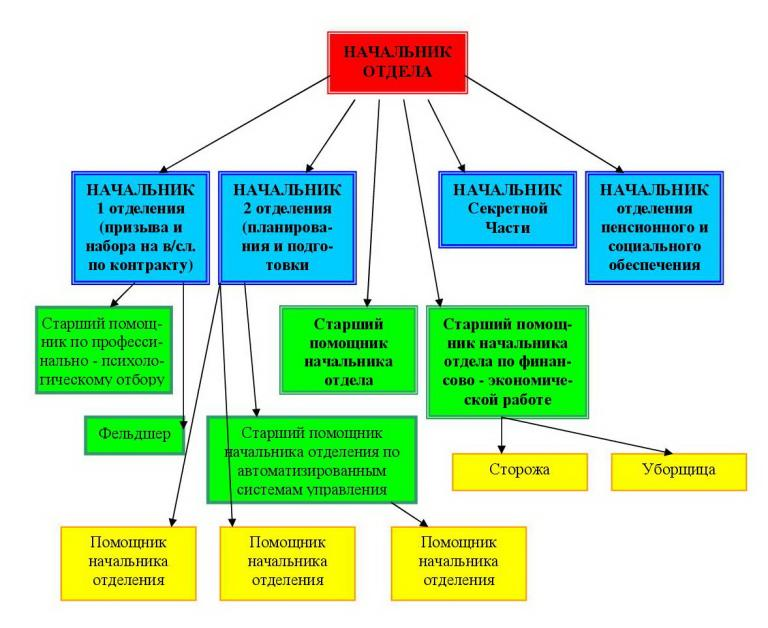 НАЧАЛЬНИК
ОТДЕЛА
НАЧАЛЬНИК
1 отделения
(призыва и
набора на в/сл.
по контракту)
НАЧАЛЬНИК
2 отделения
(планирова-
ния и подго-
товки
НАЧАЛЬНИК
Секретной
Части
НАЧАЛЬНИК
отделения
пенсионного и
социального
обеспечения
Старший помощ-
ник по професси-
нально - психоло-
гическому отбору
Старший
помощник
начальника
отдела
Старший помощ-
ник начальника
отдела по финан-
сово - экономиче-
ской работе
Фельдшер
Старший помощник
начальника отделения по
автоматизированным
системам управления
Сторожа
Уборщица
Помощник
начальника
отделения
Помощник
начальника
отделения
Помощник
начальника
отделения